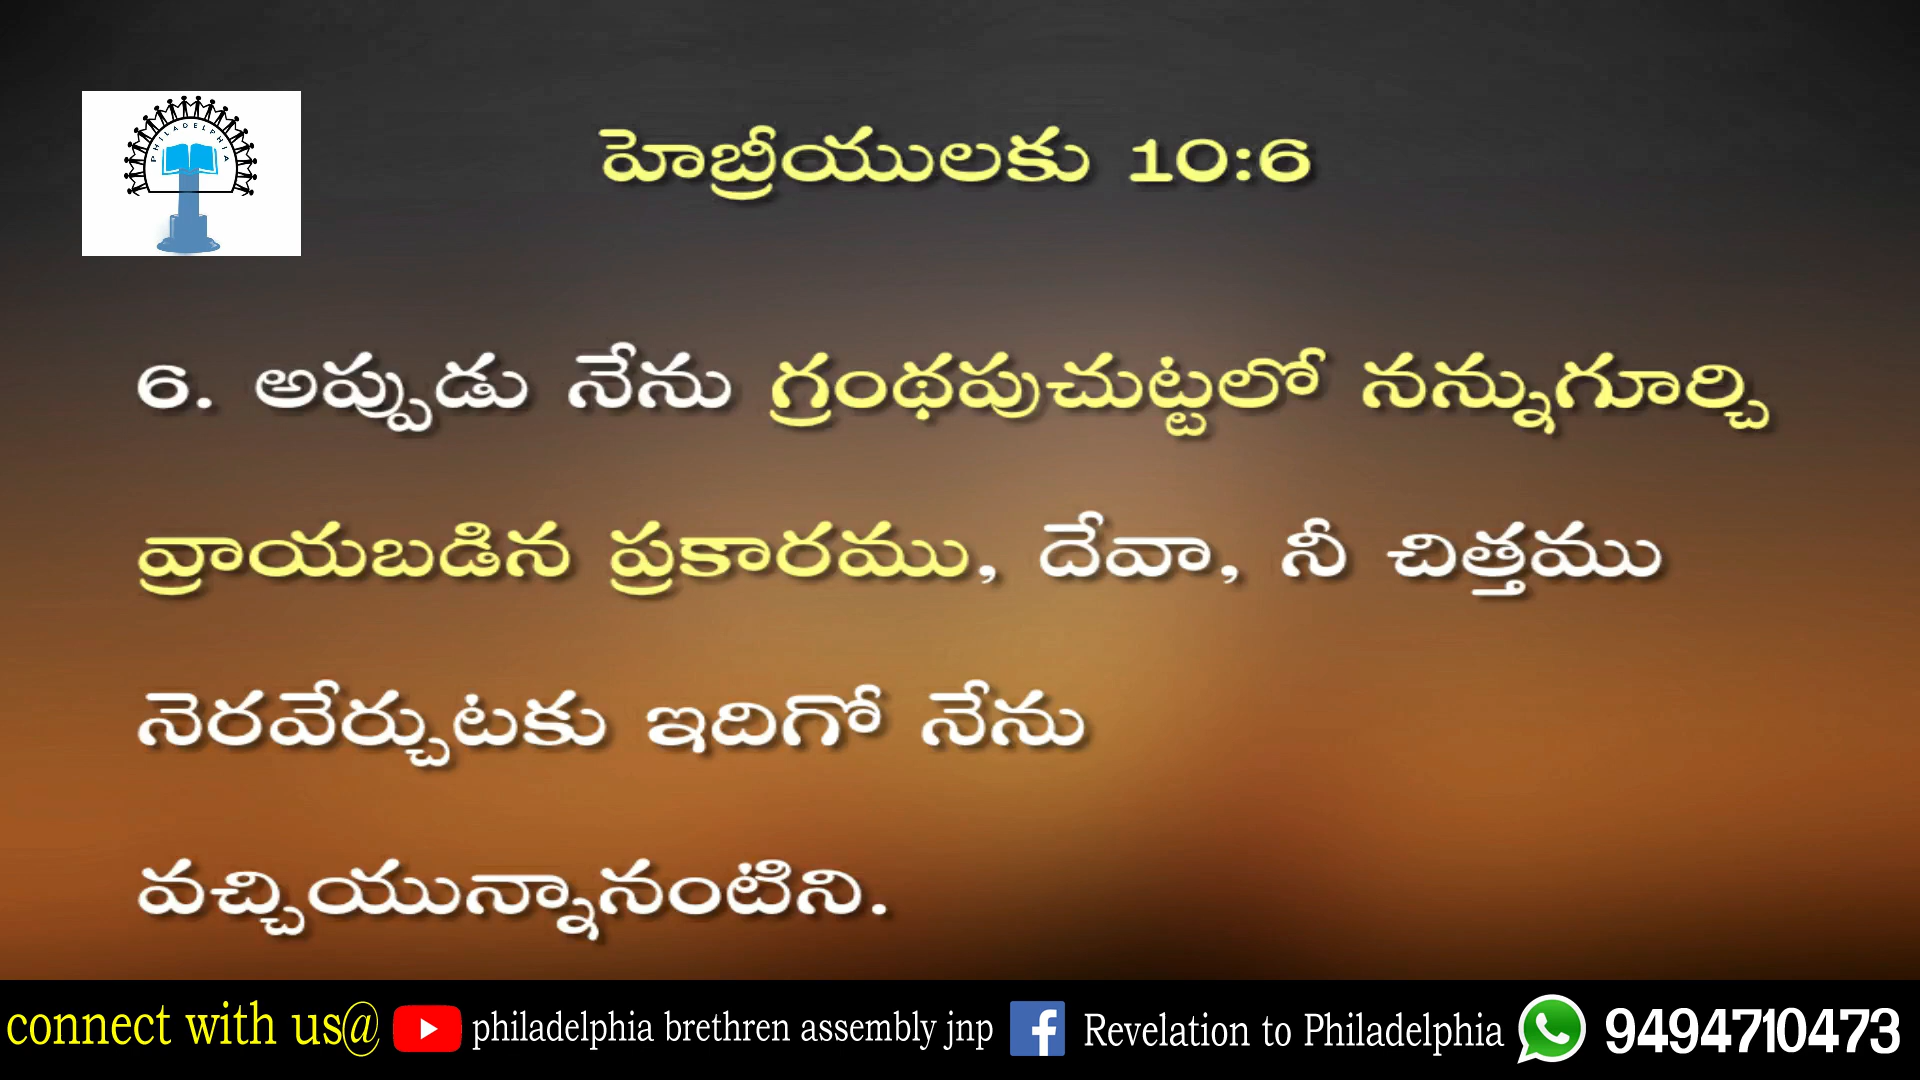 PHILADELPHIA
హెబ్రీయులకు 10:6
6. అప్పుడు నేను గ్రంథపుచుట్టలో నన్నుగూర్చి
వ్రాయబడిన ప్రకారము, దేవా, నీ చిత్తము
నెరవేర్చుటకు ఇదిగో నేను
వచ్చియున్నానంటిని.
connect with us@ philadelphia brethren assembly jnp Revelation to Philadelphia 9494710473